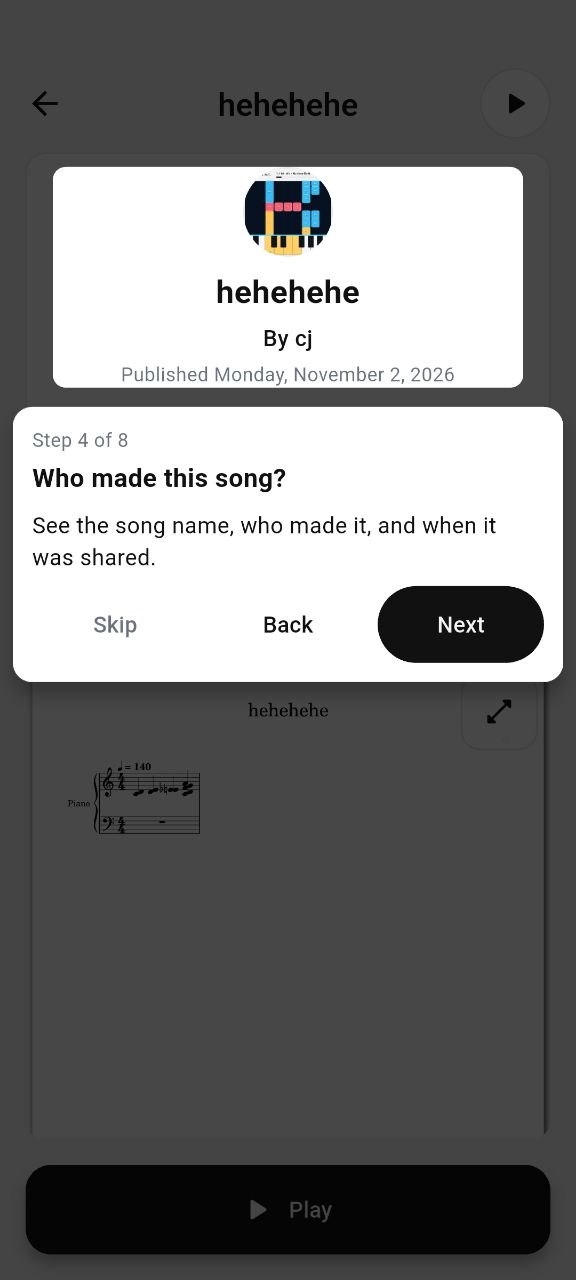 hehehehe
hehehehe
By cj
Published Monday, November 2, 2026
Step 4 of 8
Who made this song?
See the song name, who made it, and when it
was shared.
Skip
Back
Next
hehehehe
= 140
Piano
Play